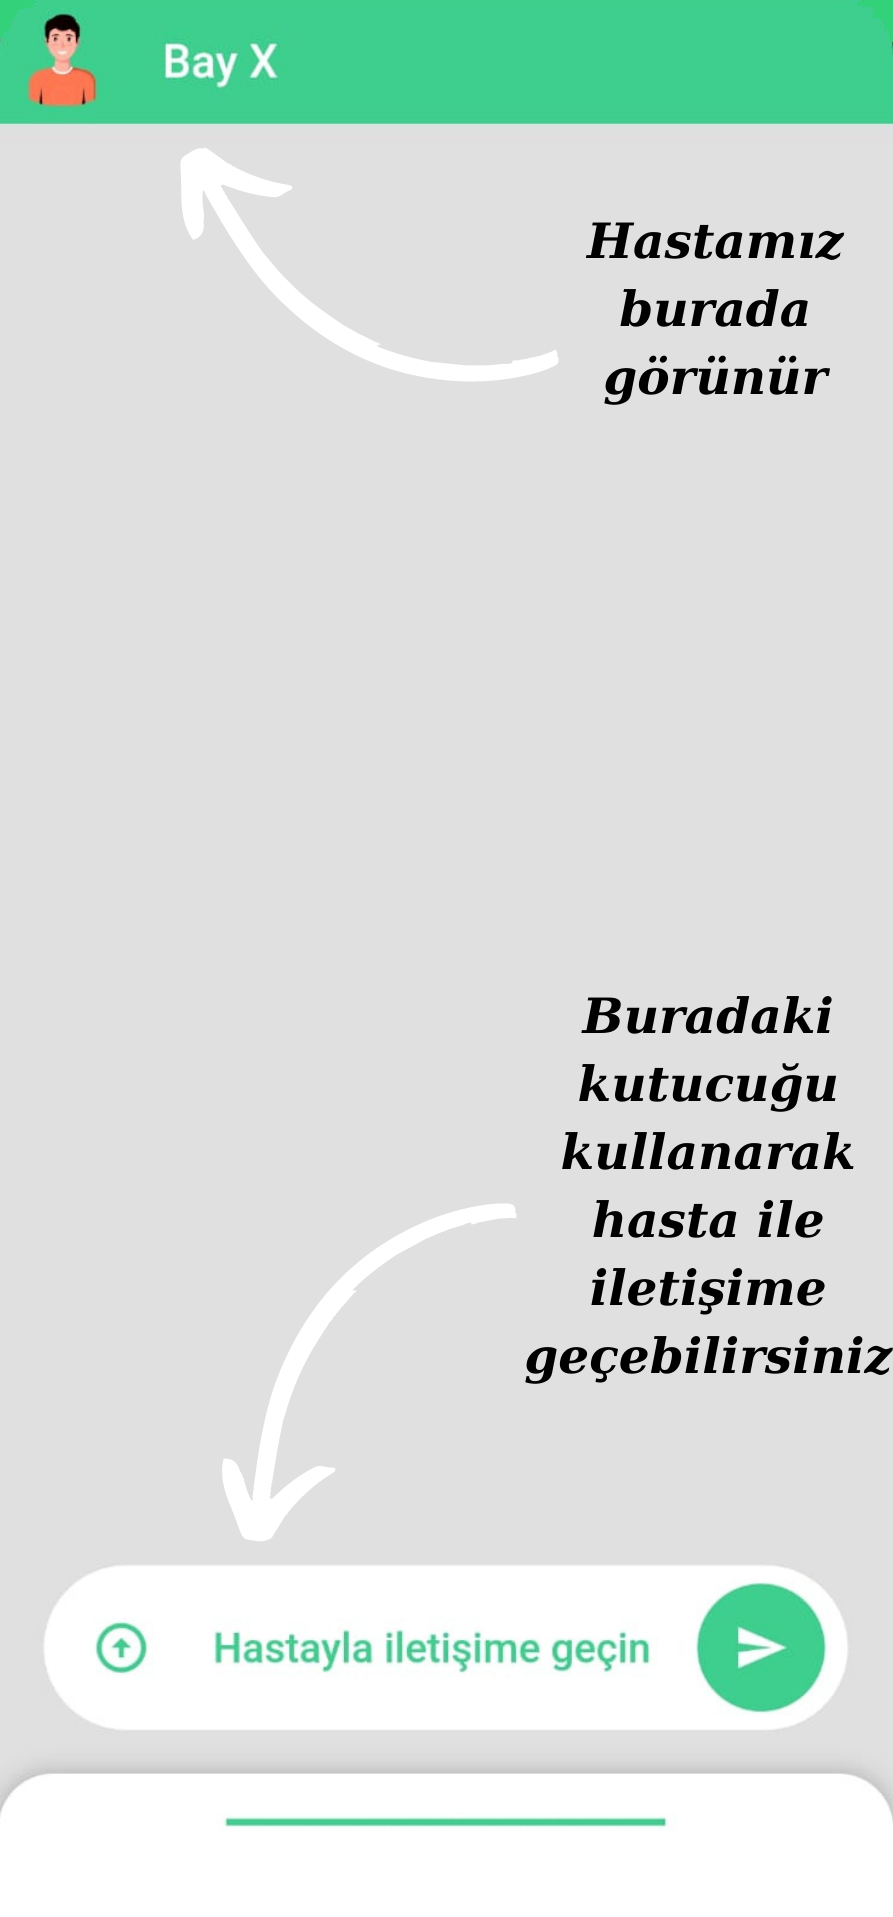 Bay X
Hastamız
burada
görünür
Buradaki
kutucuğu
kullanarak
hasta ile
iletişime
geçebilirsiniz
Hastayla iletişime geçin